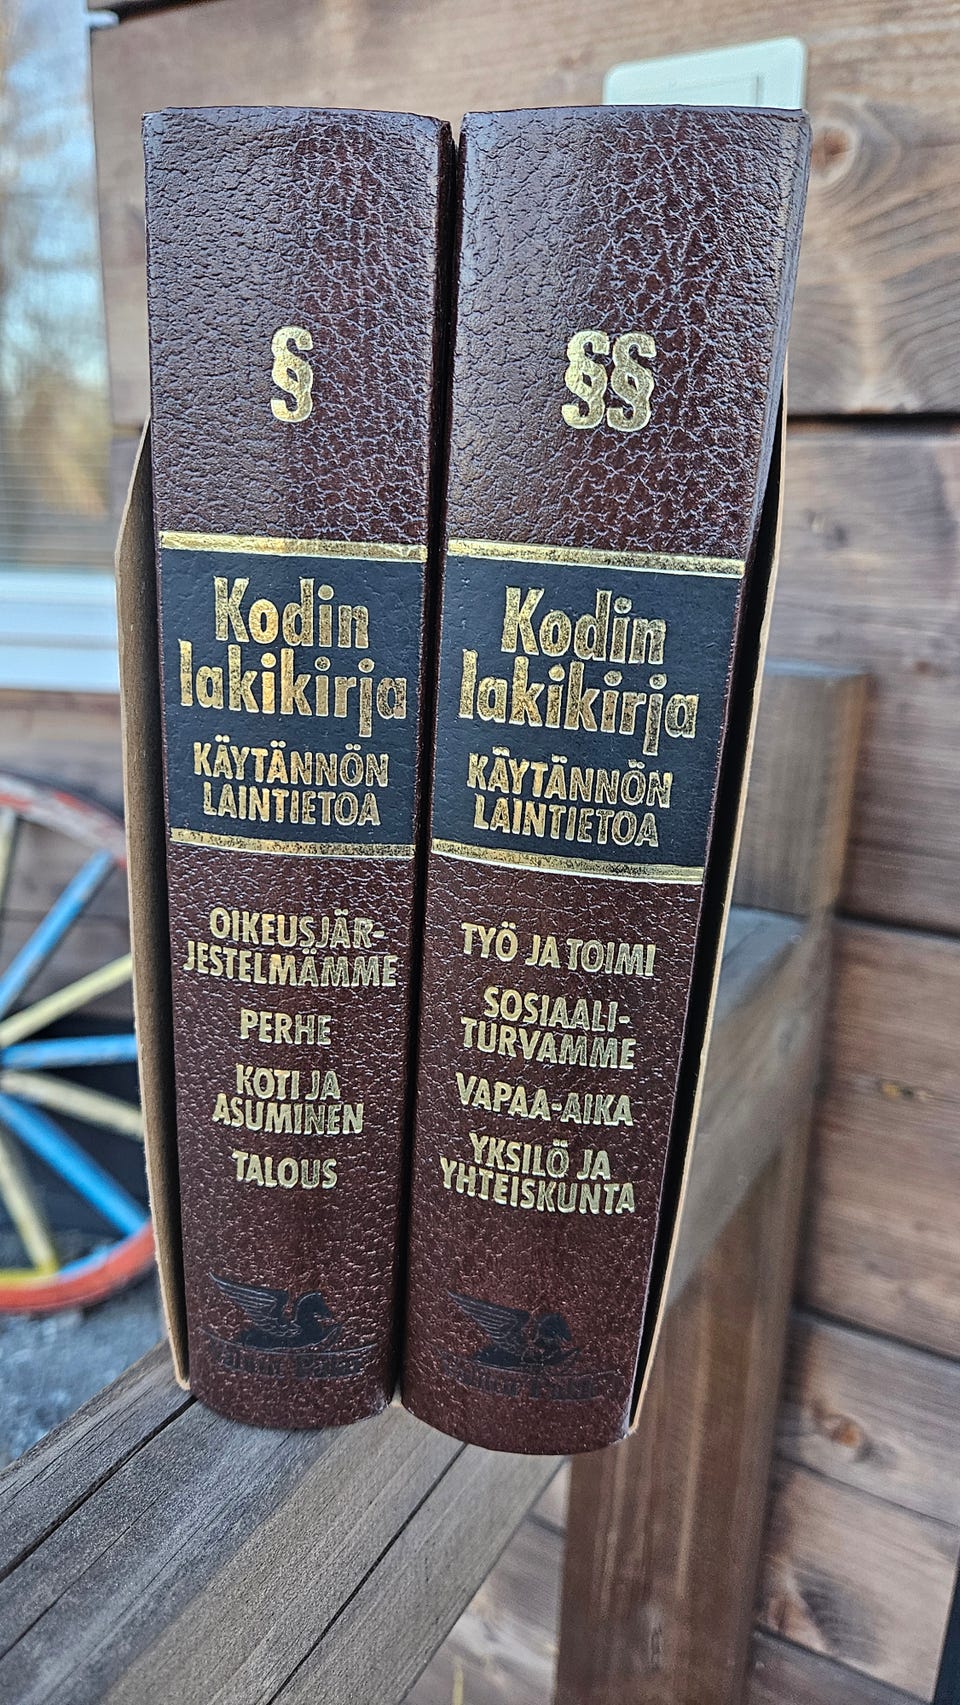 §
Kodin
lakikirja
KÄYTÄNNÖN
LAINTIETOA
OIKEUSJÄR-
JESTELMÄMME
PERHE
KOTI JA
ASUMINEN
TALOUS
§§
Kodin
lakikirja
KÄYTÄNNÖN
LAINTIETOA
TYÖ JA TOIMI
SOSIAALI-
TURVAMME
VAPAA-AIKA
YKSILÖ JA
YHTEISKUNTA